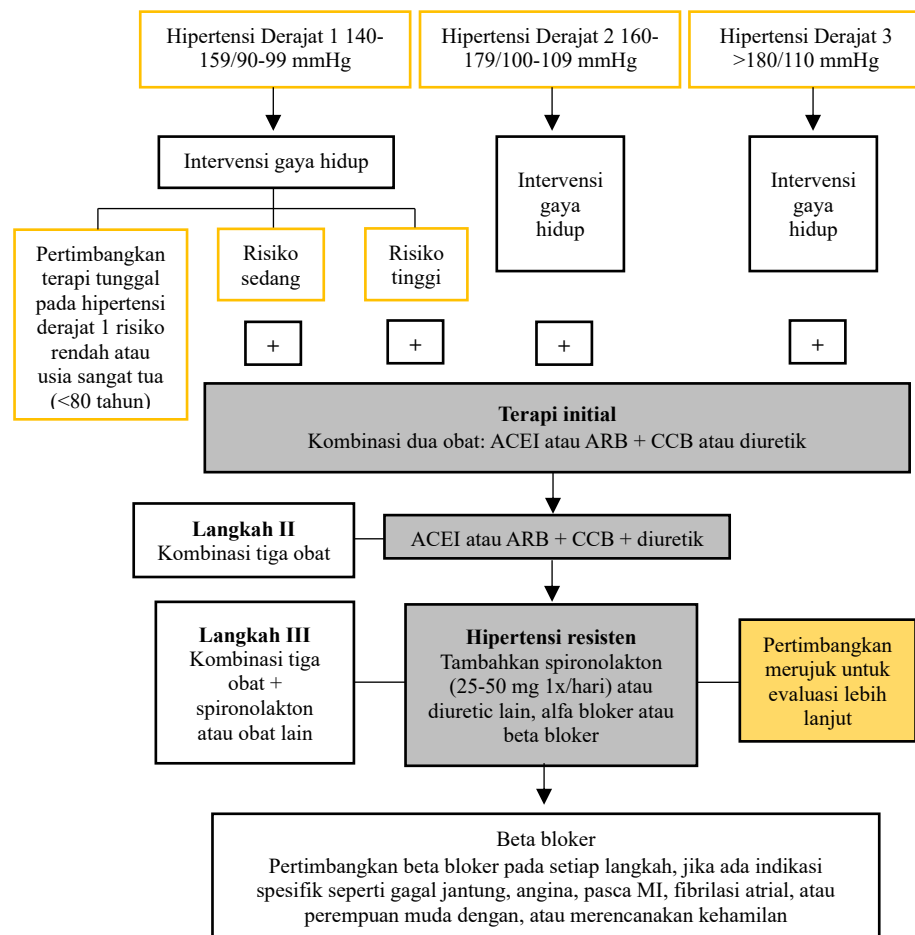 Hipertensi Derajat 1 140-
159/90-99 mmHg
Hipertensi Derajat 2 160-
179/100-109 mmHg
Hipertensi Derajat 3
>180/110 mmHg
Intervensi gaya hidup
Intervensi
gaya
hidup
Intervensi
gaya
hidup
Pertimbangkan
terapi tunggal
pada hipertensi
derajat 1 risiko
rendah atau
usia sangat tua
(<80 tahun)
Risiko
sedang
Risiko
tinggi
+
+
+
+
Terapi initial
Kombinasi dua obat: ACEI atau ARB + CCB atau diuretik
Langkah II
Kombinasi tiga obat
ACEI atau ARB + CCB + diuretik
Langkah III
Kombinasi tiga
obat +
spironolakton
atau obat lain
Hipertensi resisten
Tambahkan spironolakton
(25-50 mg 1x/hari) atau
diuretic lain, alfa bloker atau
beta bloker
Pertimbangkan
merujuk untuk
evaluasi lebih
lanjut
Beta bloker
Pertimbangkan beta bloker pada setiap langkah, jika ada indikasi
spesifik seperti gagal jantung, angina, pasca MI, fibrilasi atrial, atau
perempuan muda dengan, atau merencanakan kehamilan